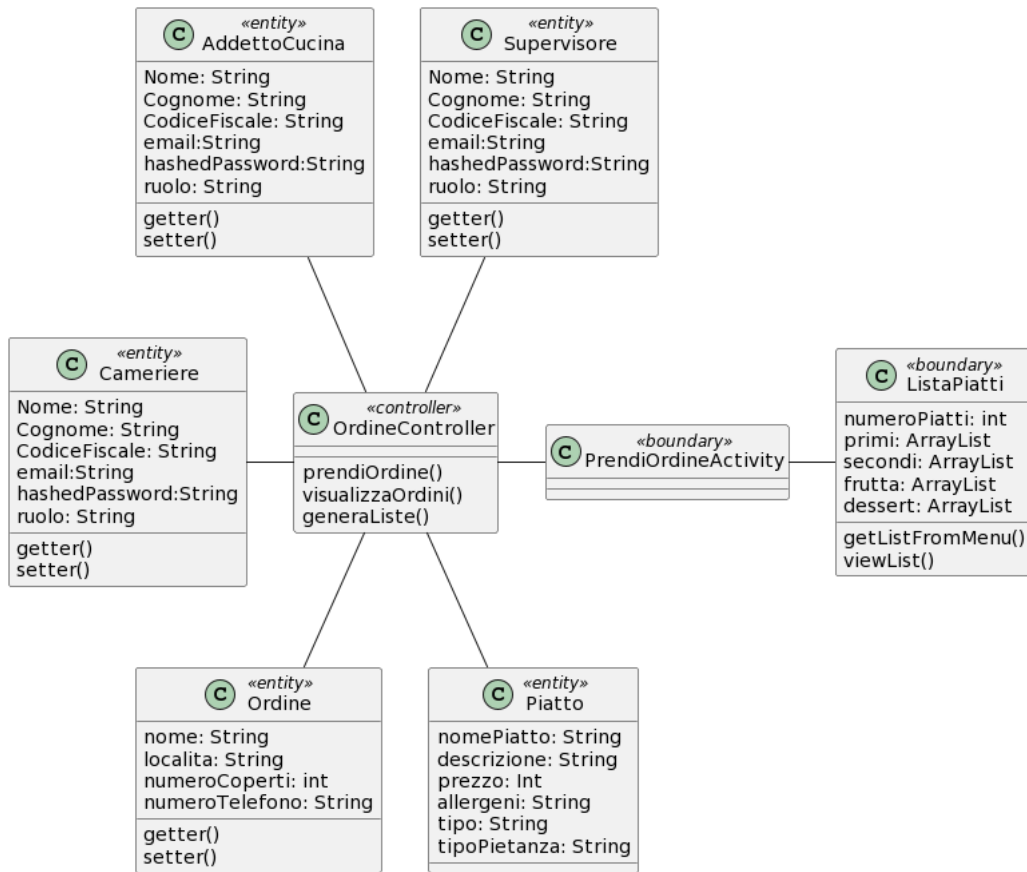 «entity»
C AddettoCucina
Nome: String
Cognome: String
CodiceFiscale: String
email:String
hashedPassword:String
ruolo: String
getter()
setter()
«entity»
C Supervisore
Nome: String
Cognome: String
CodiceFiscale: String
email:String
hashedPassword:String
ruolo: String
getter()
setter()
«entity»
C Cameriere
Nome: String
Cognome: String
CodiceFiscale: String
email:String
hashedPassword:String
ruolo: String
getter()
setter()
«controller»
C OrdineController
prendiOrdine()
visualizzaOrdini()
generaListe()
«boundary»
C PrendiOrdineActivity
«boundary»
C ListaPiatti
numeroPiatti: int
primi: ArrayList
secondi: ArrayList
frutta: ArrayList
dessert: ArrayList
getListFromMenu()
viewList()
«entity»
C Ordine
nome: String
localita: String
numeroCoperti: int
numeroTelefono: String
getter()
setter()
«entity»
C Piatto
nomePiatto: String
descrizione: String
prezzo: Int
allergeni: String
tipo: String
tipoPietanza: String